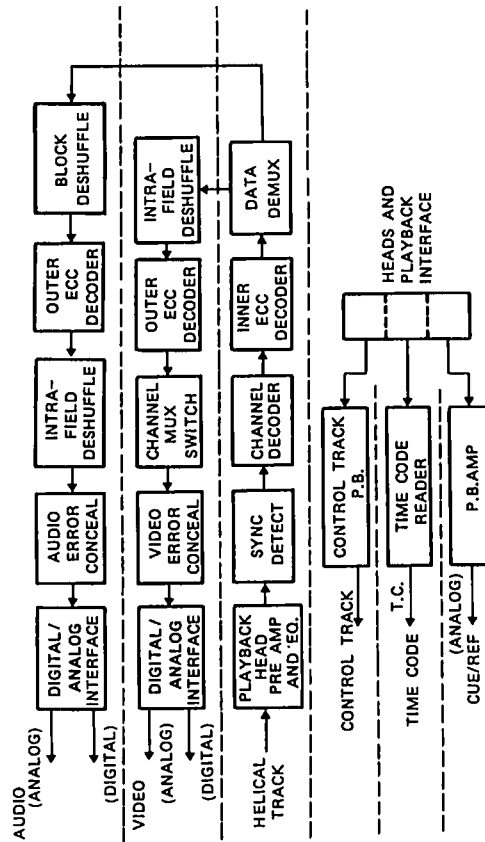 AUDIO
(ANALOG)
(DIGITAL)
DIGITAL/
ANALOG
INTERFACE
AUDIO
ERROR
CONCEAL
INTRA-
FIELD
DESHUFFLE
OUTER
ECC
DECODER
BLOCK
DESHUFFLE
VIDEO
(ANALOG)
(DIGITAL)
DIGITAL/
ANALOG
INTERFACE
VIDEO
ERROR
CONCEAL
CHANNEL
MUX
SWITCH
OUTER
ECC
DECODER
INTRA-
FIELD
DESHUFFLE
HELICAL
TRACK
PLAYBACK
HEAD
PRE AMP
AND EQ.
SYNC
DETECT
CHANNEL
DECODER
INNER
ECC
DECODER
DATA
DEMUX
CONTROL TRACK
CONTROL TRACK
P.B.
HEADS AND
PLAYBACK
INTERFACE
T.C.
TIME CODE
TIME CODE
READER
(ANALOG)
CUE/REF
P.B.AMP